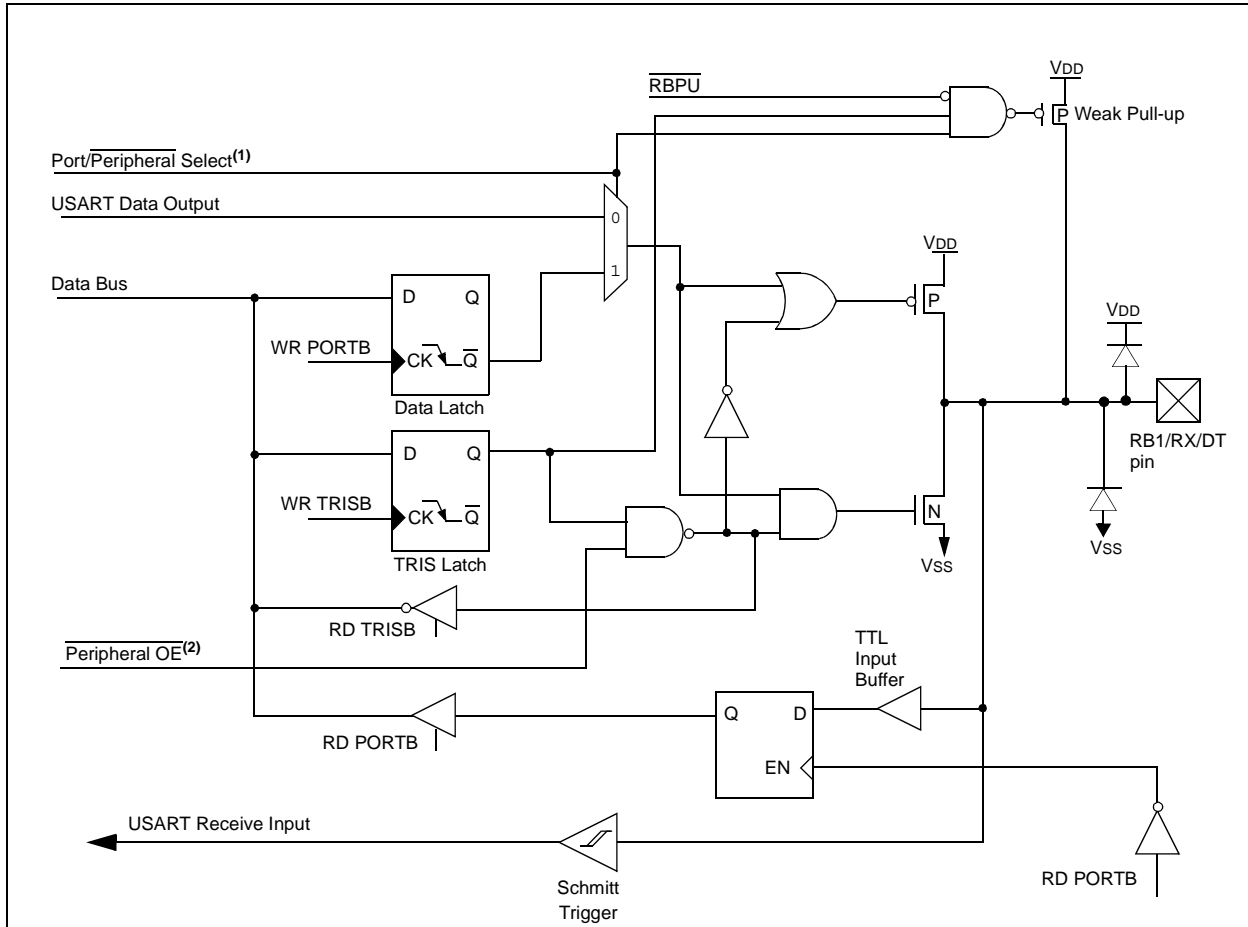 VDD
RBPU
P Weak Pull-up
Port/Peripheral Select(1)
USART Data Output
0
VDD
Data Bus
1
D Q
P
VDD
WR PORTB
CK Q
Data Latch
RB1/RX/DT
pin
D Q
WR TRISB
CK Q
N
TRIS Latch
VSS
VSS
RD TRISB
TTL
Input
Buffer
Peripheral OE(2)
Q D
RD PORTB
EN
USART Receive Input
RD PORTB
Schmitt
Trigger